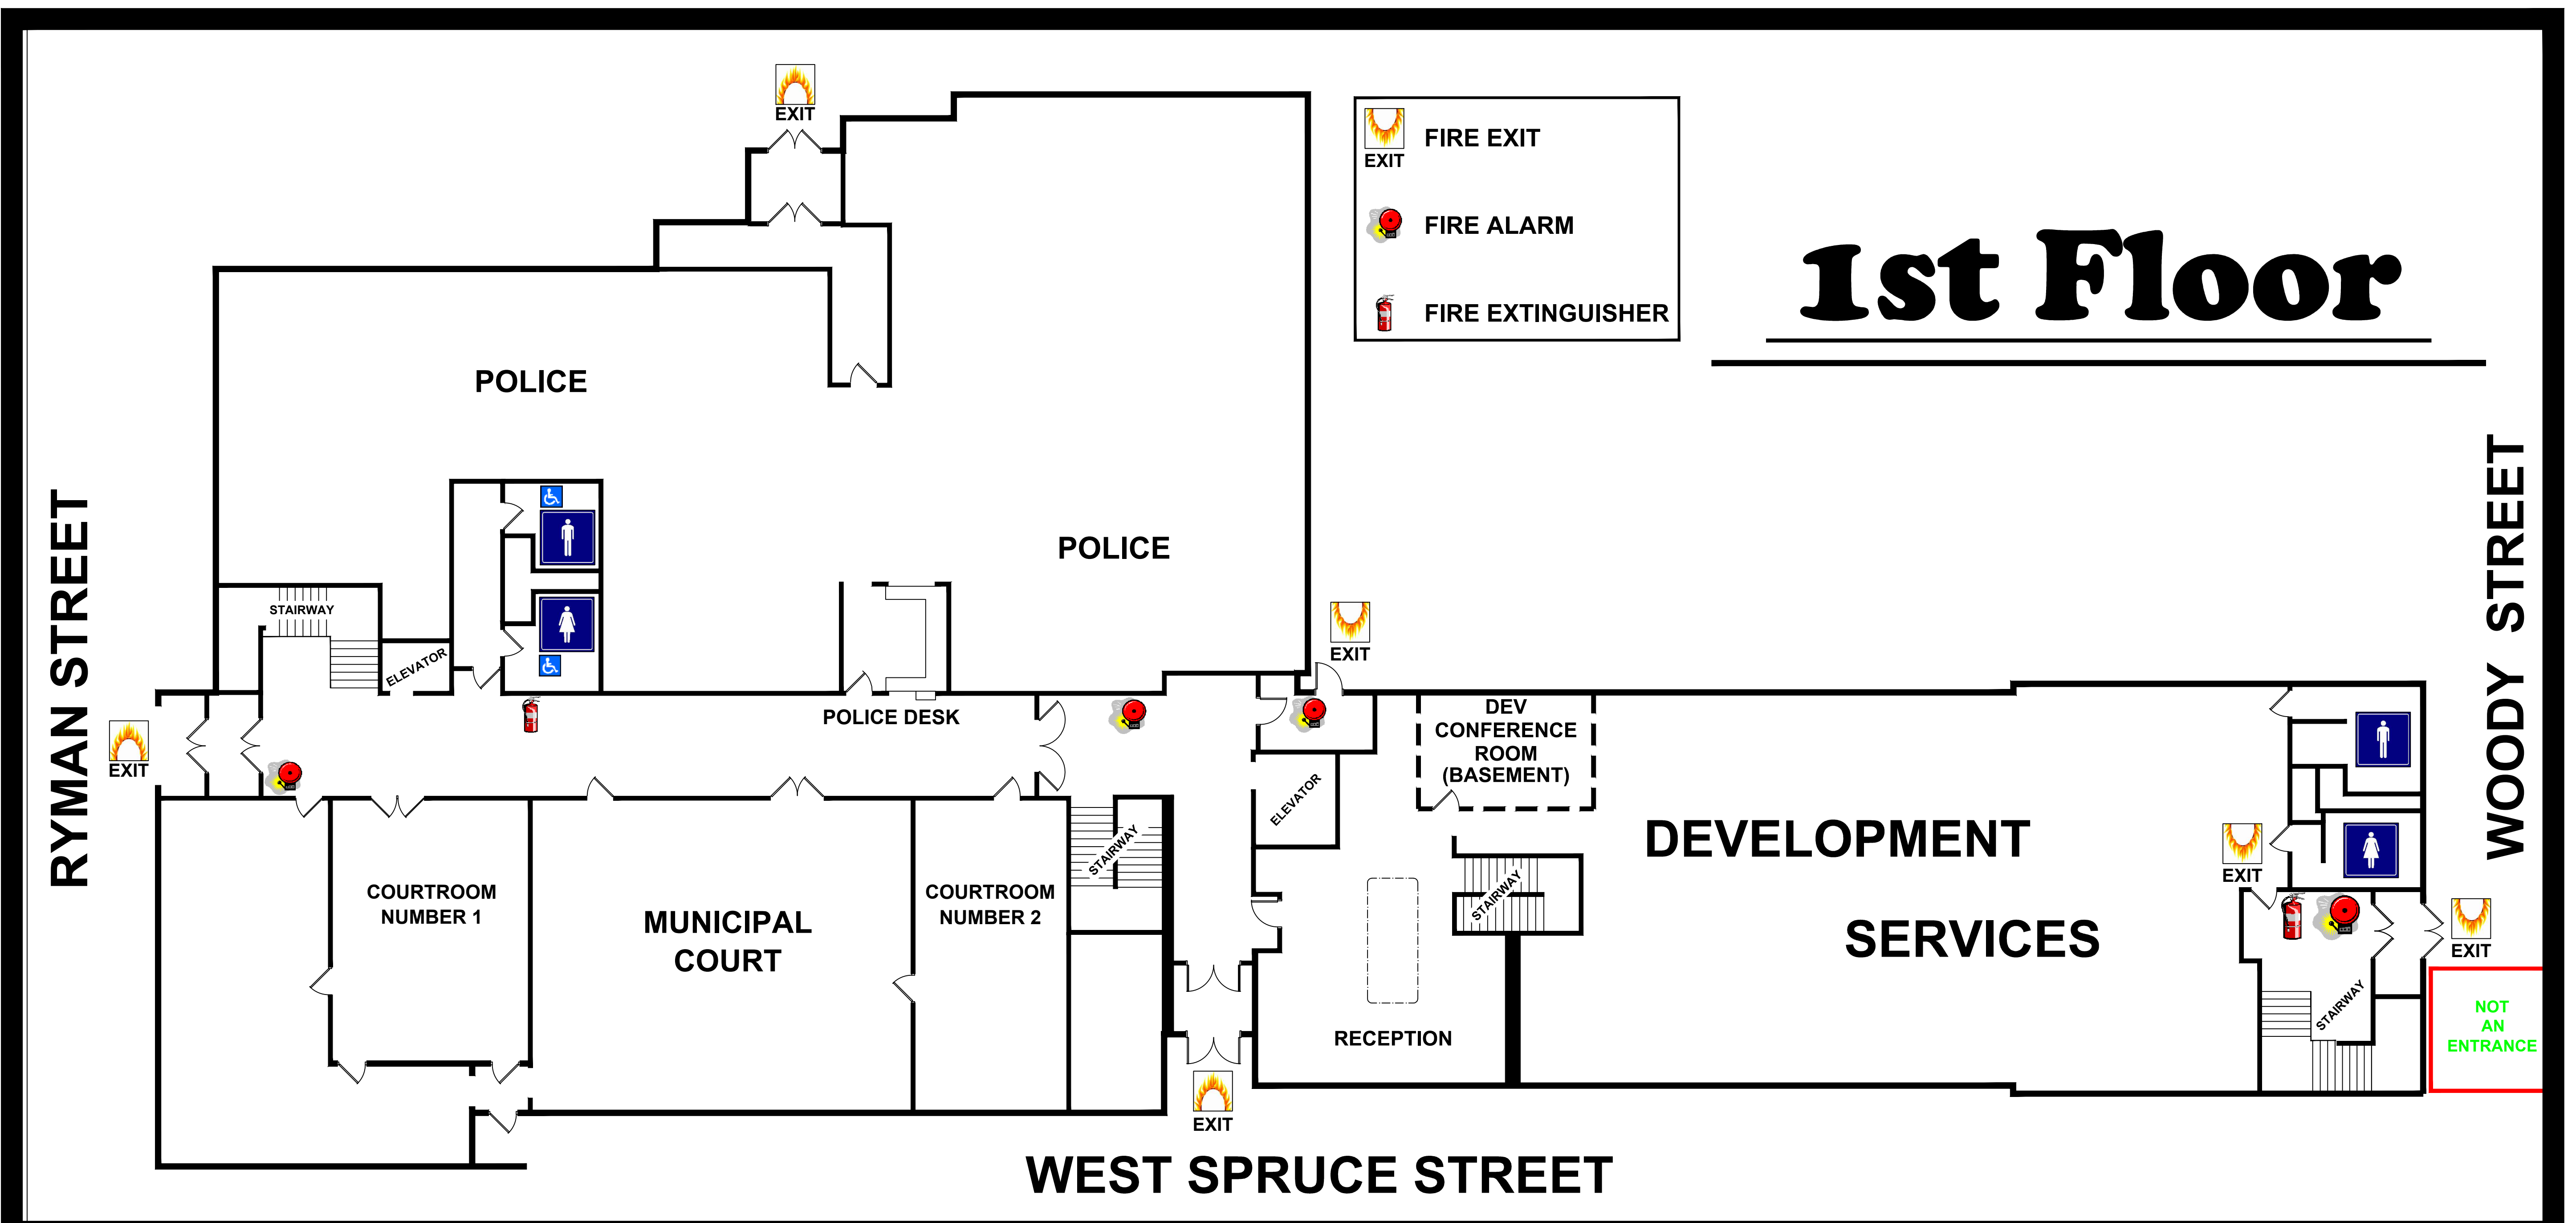 EXIT
EXIT
FIRE EXIT
FIRE ALARM
FIRE EXTINGUISHER
1st Floor
POLICE
POLICE
RYMAN STREET
WOODY STREET
STAIRWAY
ELEVATOR
EXIT
EXIT
POLICE DESK
DEV
CONFERENCE
ROOM
(BASEMENT)
ELEVATOR
DEVELOPMENT
SERVICES
STAIRWAY
STAIRWAY
COURTROOM
NUMBER 1
MUNICIPAL
COURT
COURTROOM
NUMBER 2
RECEPTION
EXIT
EXIT
STAIRWAY
NOT
AN
ENTRANCE
EXIT
WEST SPRUCE STREET